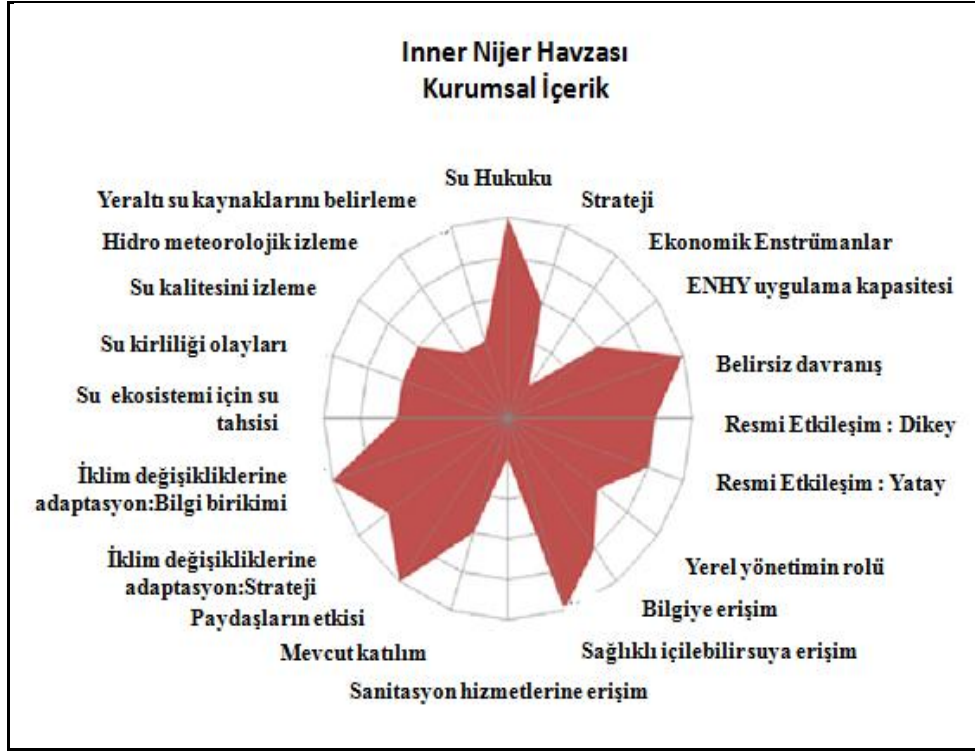 Inner Nijer Havzası
Kurumsal İçerik
Su Hukuku
Strateji
Ekonomik Enstrümanlar
ENHY uygulama kapasitesi
Belirsiz davranış
Resmi Etkileşim : Dikey
Resmi Etkileşim : Yatay
Yerel yönetimin rolü
Bilgiye erişim
Sağlıklı içilebilir suya erişim
Sanitasyon hizmetlerine erişim
Mevcut katılım
Paydaşların etkisi
İklim değişikliklerine
adaptasyon:Strateji
İklim değişikliklerine
adaptasyon:Bilgi birikimi
Su ekosistemi için su
tahsisi
Su kirliliği olayları
Su kalitesini izleme
Hidro meteorolojik izleme
Yeraltı su kaynaklarını belirleme